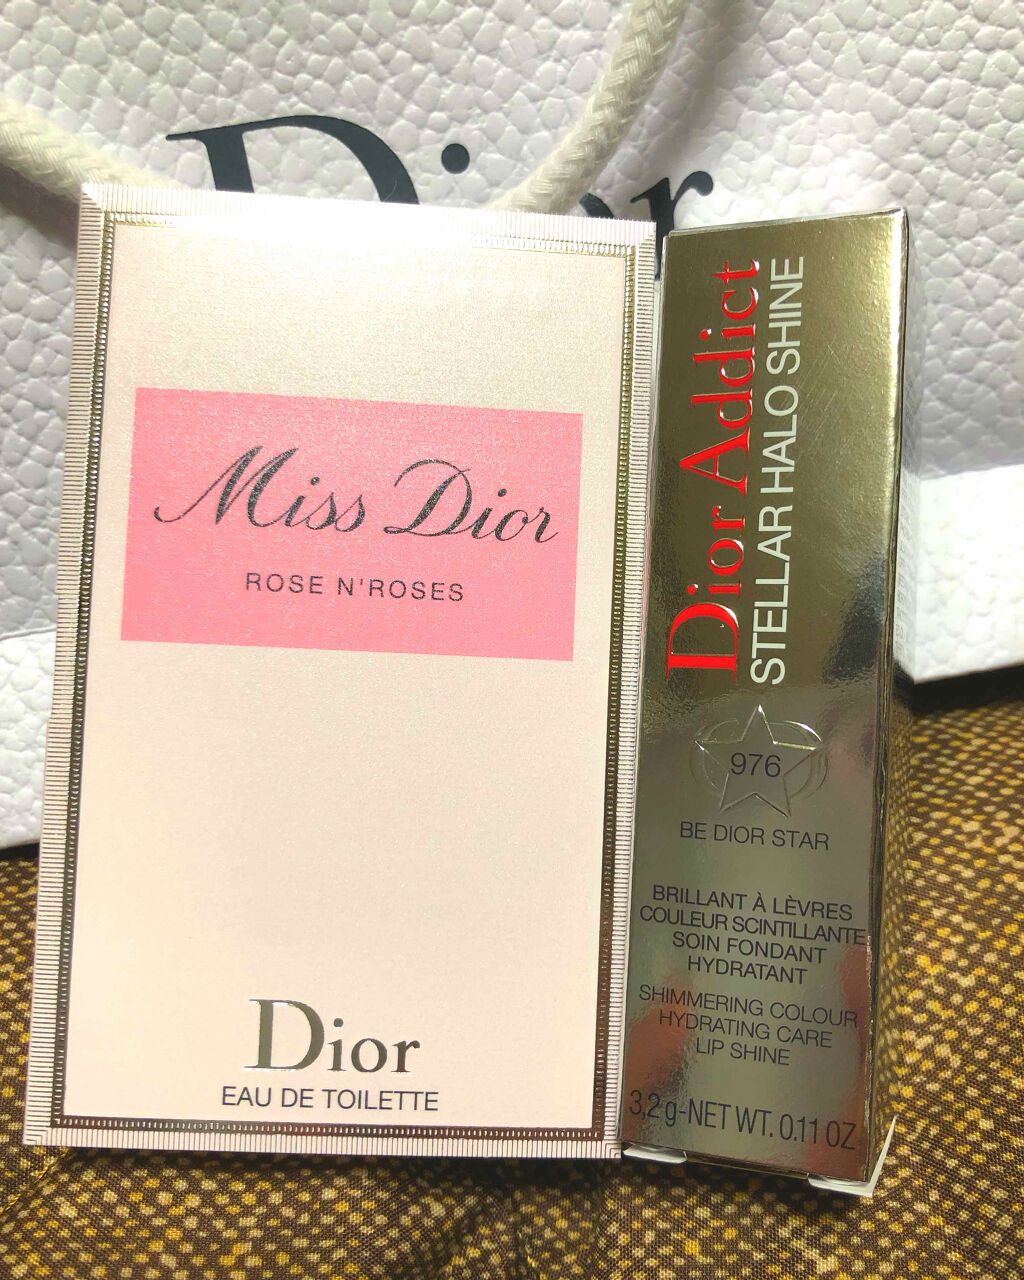 Dior
Miss Dior
ROSE N'ROSES
Dior
EAU DE TOILETTE
Dior Addict
STELLAR HALO SHINE
976
BE DIOR STAR
BRILLANT À LÈVRES
COULEUR SCINTILLANTE
SOIN FONDANT
HYDRATANT
SHIMMERING COLOUR
HYDRATING CARE
LIP SHINE
3,2 g-NET WT. 0.11 OZ